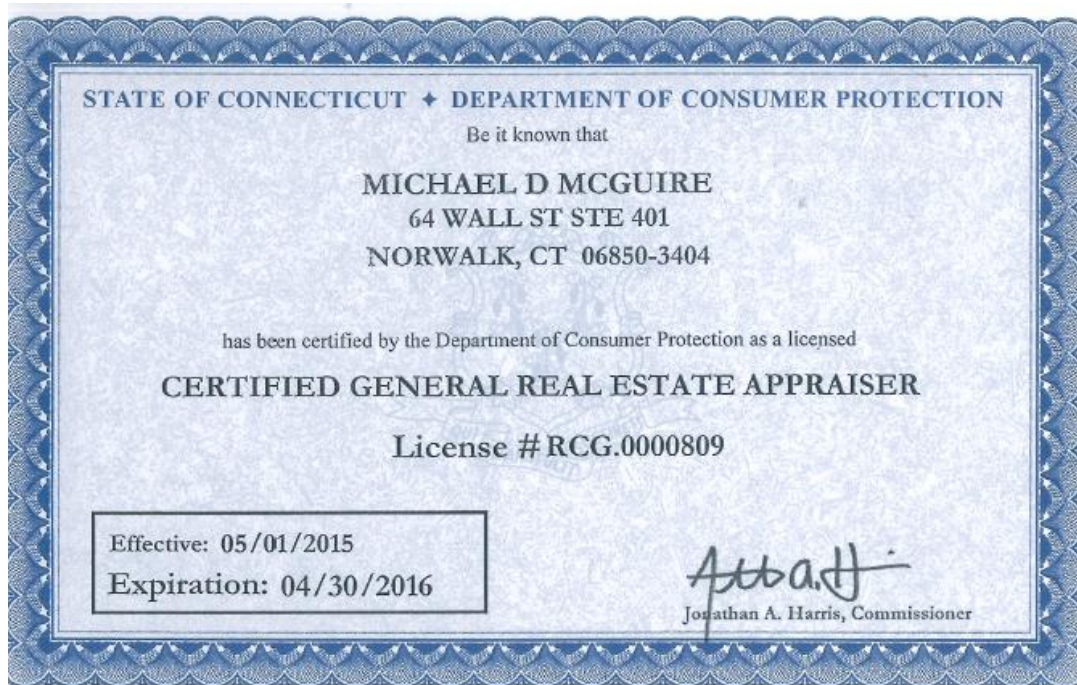 STATE OF CONNECTICUT ✦ DEPARTMENT OF CONSUMER PROTECTION
Be it known that
MICHAEL D MCGUIRE
64 WALL ST STE 401
NORWALK, CT 06850-3404
has been certified by the Department of Consumer Protection as a licensed
CERTIFIED GENERAL REAL ESTATE APPRAISER
License # RCG.0000809
Effective: 05/01/2015
Expiration: 04/30/2016
Jonathan A. Harris, Commissioner